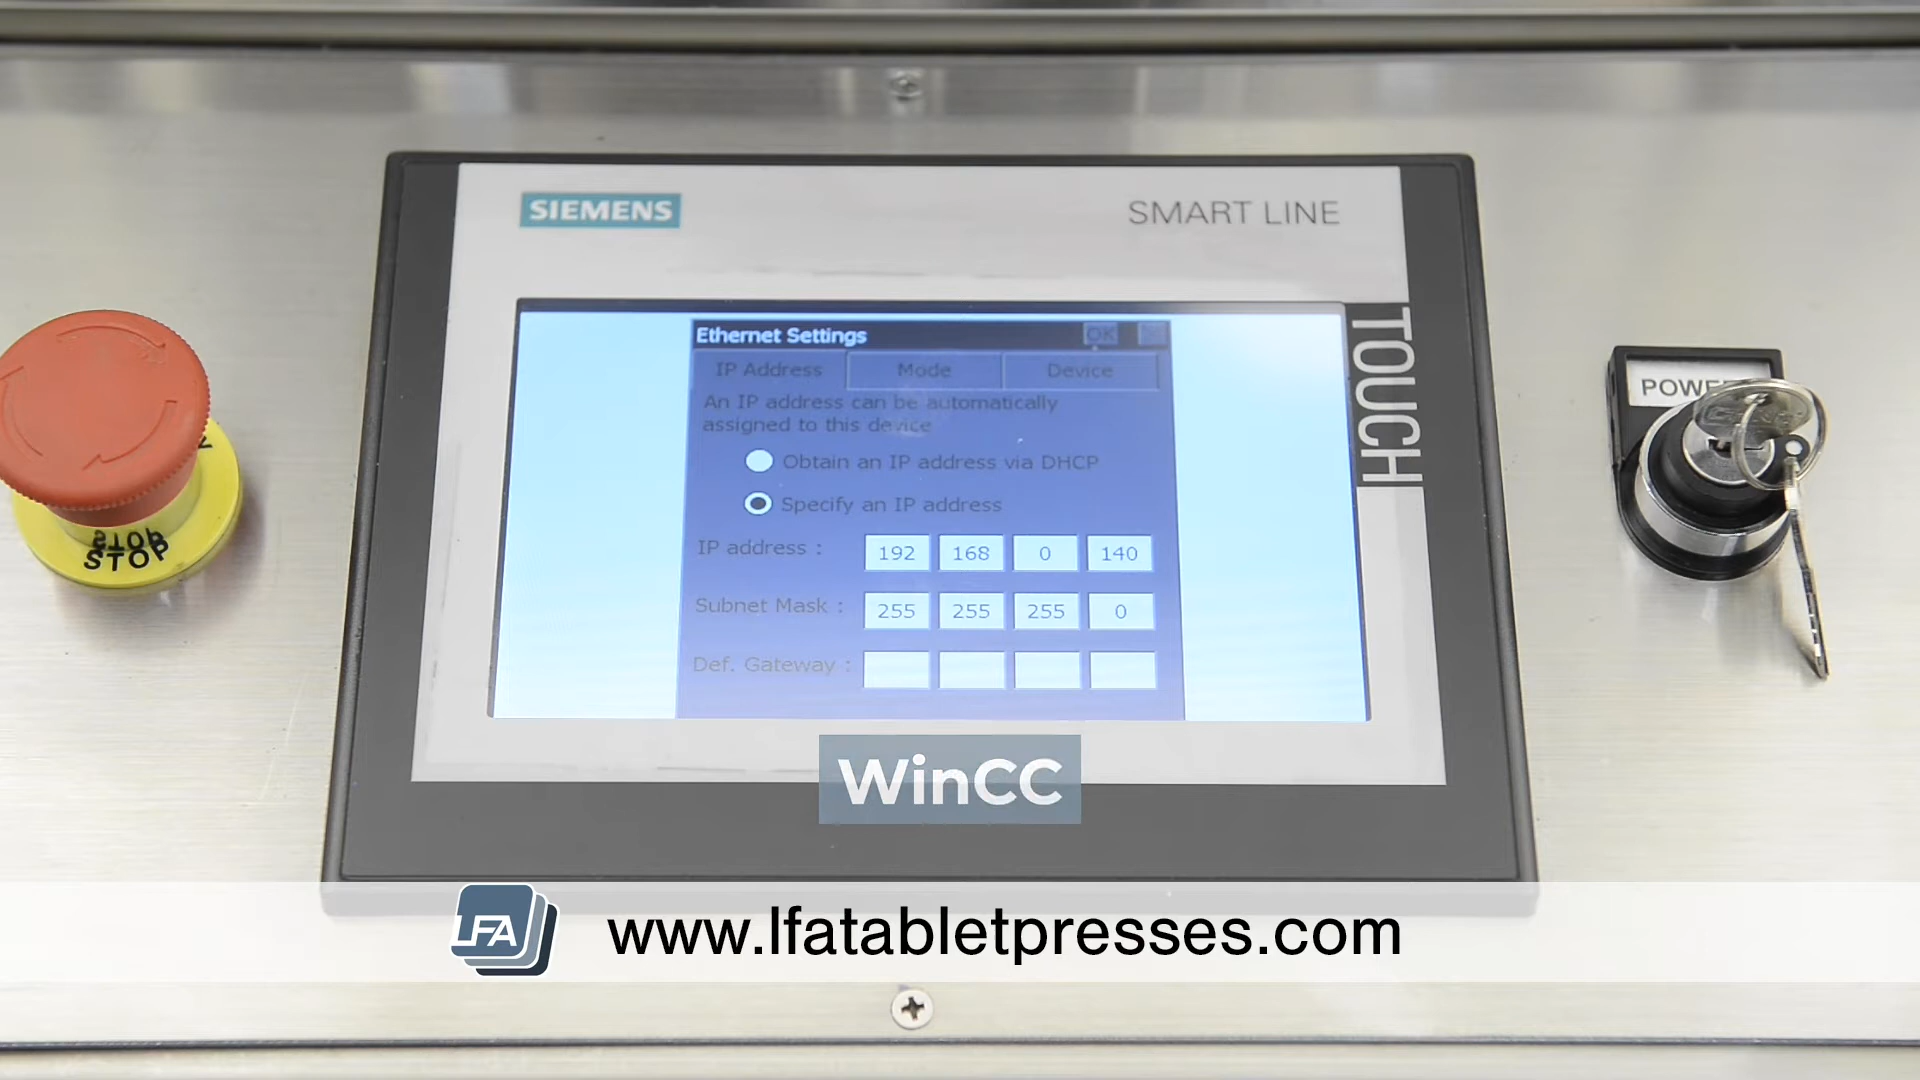 SIEMENS
SMART LINE
TOUCH
Ethernet Settings
OK
IP Address
Mode
Device
An IP address can be automatically
assigned to this device
Obtain an IP address via DHCP
Specify an IP address
IP address : 192 168 0 140
Subnet Mask : 255 255 255 0
Def. Gateway :
STOP
STOP
WinCC
LFA
www.lfatabletpresses.com